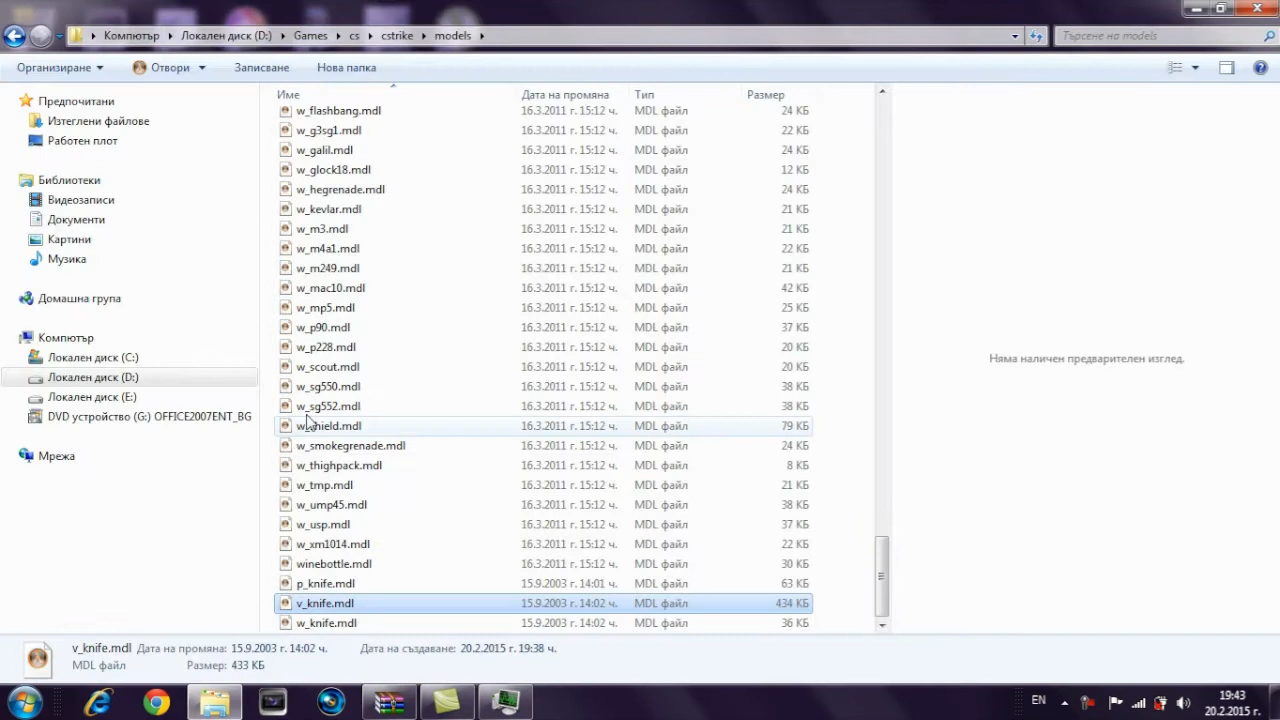 Компютър ▸ Локален диск (D:) ▸ Games ▸ cs ▸ cstrike ▸ models ▸
Търсене на models
Организиране Отвори Записване Нова папка
Предпочитани
Изтеглени файлове
Работен плот
Библиотеки
Видеозаписи
Документи
Картини
Музика
Домашна група
Компютър
Локален диск (C:)
Локален диск (D:)
Локален диск (E:)
DVD устройство (G:) OFFICE2007ENT_BG
Мрежа
Име Дата на промяна Тип Размер
w_flashbang.mdl 16.3.2011 г. 15:12 ч. MDL файл 24 КБ
w_g3sg1.mdl 16.3.2011 г. 15:12 ч. MDL файл 22 КБ
w_galil.mdl 16.3.2011 г. 15:12 ч. MDL файл 24 КБ
w_glock18.mdl 16.3.2011 г. 15:12 ч. MDL файл 12 КБ
w_hegrenade.mdl 16.3.2011 г. 15:12 ч. MDL файл 24 КБ
w_kevlar.mdl 16.3.2011 г. 15:12 ч. MDL файл 21 КБ
w_m3.mdl 16.3.2011 г. 15:12 ч. MDL файл 21 КБ
w_m4a1.mdl 16.3.2011 г. 15:12 ч. MDL файл 22 КБ
w_m249.mdl 16.3.2011 г. 15:12 ч. MDL файл 21 КБ
w_mac10.mdl 16.3.2011 г. 15:12 ч. MDL файл 42 КБ
w_mp5.mdl 16.3.2011 г. 15:12 ч. MDL файл 25 КБ
w_p90.mdl 16.3.2011 г. 15:12 ч. MDL файл 37 КБ
w_p228.mdl 16.3.2011 г. 15:12 ч. MDL файл 20 КБ
w_scout.mdl 16.3.2011 г. 15:12 ч. MDL файл 20 КБ
w_sg550.mdl 16.3.2011 г. 15:12 ч. MDL файл 38 КБ
w_sg552.mdl 16.3.2011 г. 15:12 ч. MDL файл 38 КБ
w_shield.mdl 16.3.2011 г. 15:12 ч. MDL файл 79 КБ
w_smokegrenade.mdl 16.3.2011 г. 15:12 ч. MDL файл 24 КБ
w_thighpack.mdl 16.3.2011 г. 15:12 ч. MDL файл 8 КБ
w_tmp.mdl 16.3.2011 г. 15:12 ч. MDL файл 21 КБ
w_ump45.mdl 16.3.2011 г. 15:12 ч. MDL файл 38 КБ
w_usp.mdl 16.3.2011 г. 15:12 ч. MDL файл 37 КБ
w_xm1014.mdl 16.3.2011 г. 15:12 ч. MDL файл 22 КБ
winebottle.mdl 16.3.2011 г. 15:12 ч. MDL файл 30 КБ
p_knife.mdl 15.9.2003 г. 14:01 ч. MDL файл 63 КБ
v_knife.mdl 15.9.2003 г. 14:02 ч. MDL файл 434 КБ
w_knife.mdl 15.9.2003 г. 14:02 ч. MDL файл 36 КБ
Няма наличен предварителен изглед.
v_knife.mdl Дата на промяна: 15.9.2003 г. 14:02 ч. Дата на създаване: 20.2.2015 г. 19:38 ч.
MDL файл Размер: 433 КБ
EN
19:43
20.2.2015 г.